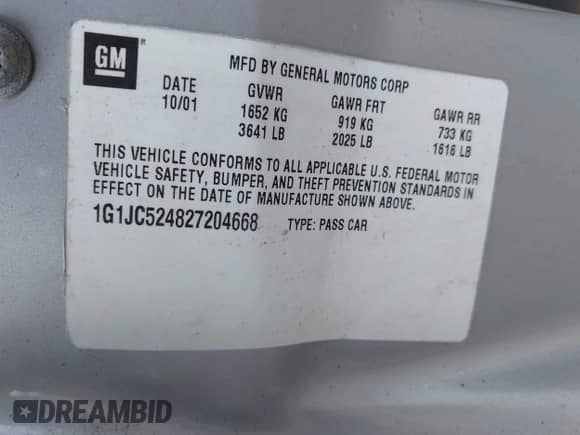 GM ®
MFD BY GENERAL MOTORS CORP
DATE GVWR GAWR FRT GAWR RR
10/01 1652 KG 919 KG 733 KG
3641 LB 2025 LB 1616 LB
THIS VEHICLE CONFORMS TO ALL APPLICABLE U.S. FEDERAL MOTOR
VEHICLE SAFETY, BUMPER, AND THEFT PREVENTION STANDARDS IN
EFFECT ON THE DATE OF MANUFACTURE SHOWN ABOVE.
1G1JC524827204668 TYPE: PASS CAR
DREAMBID